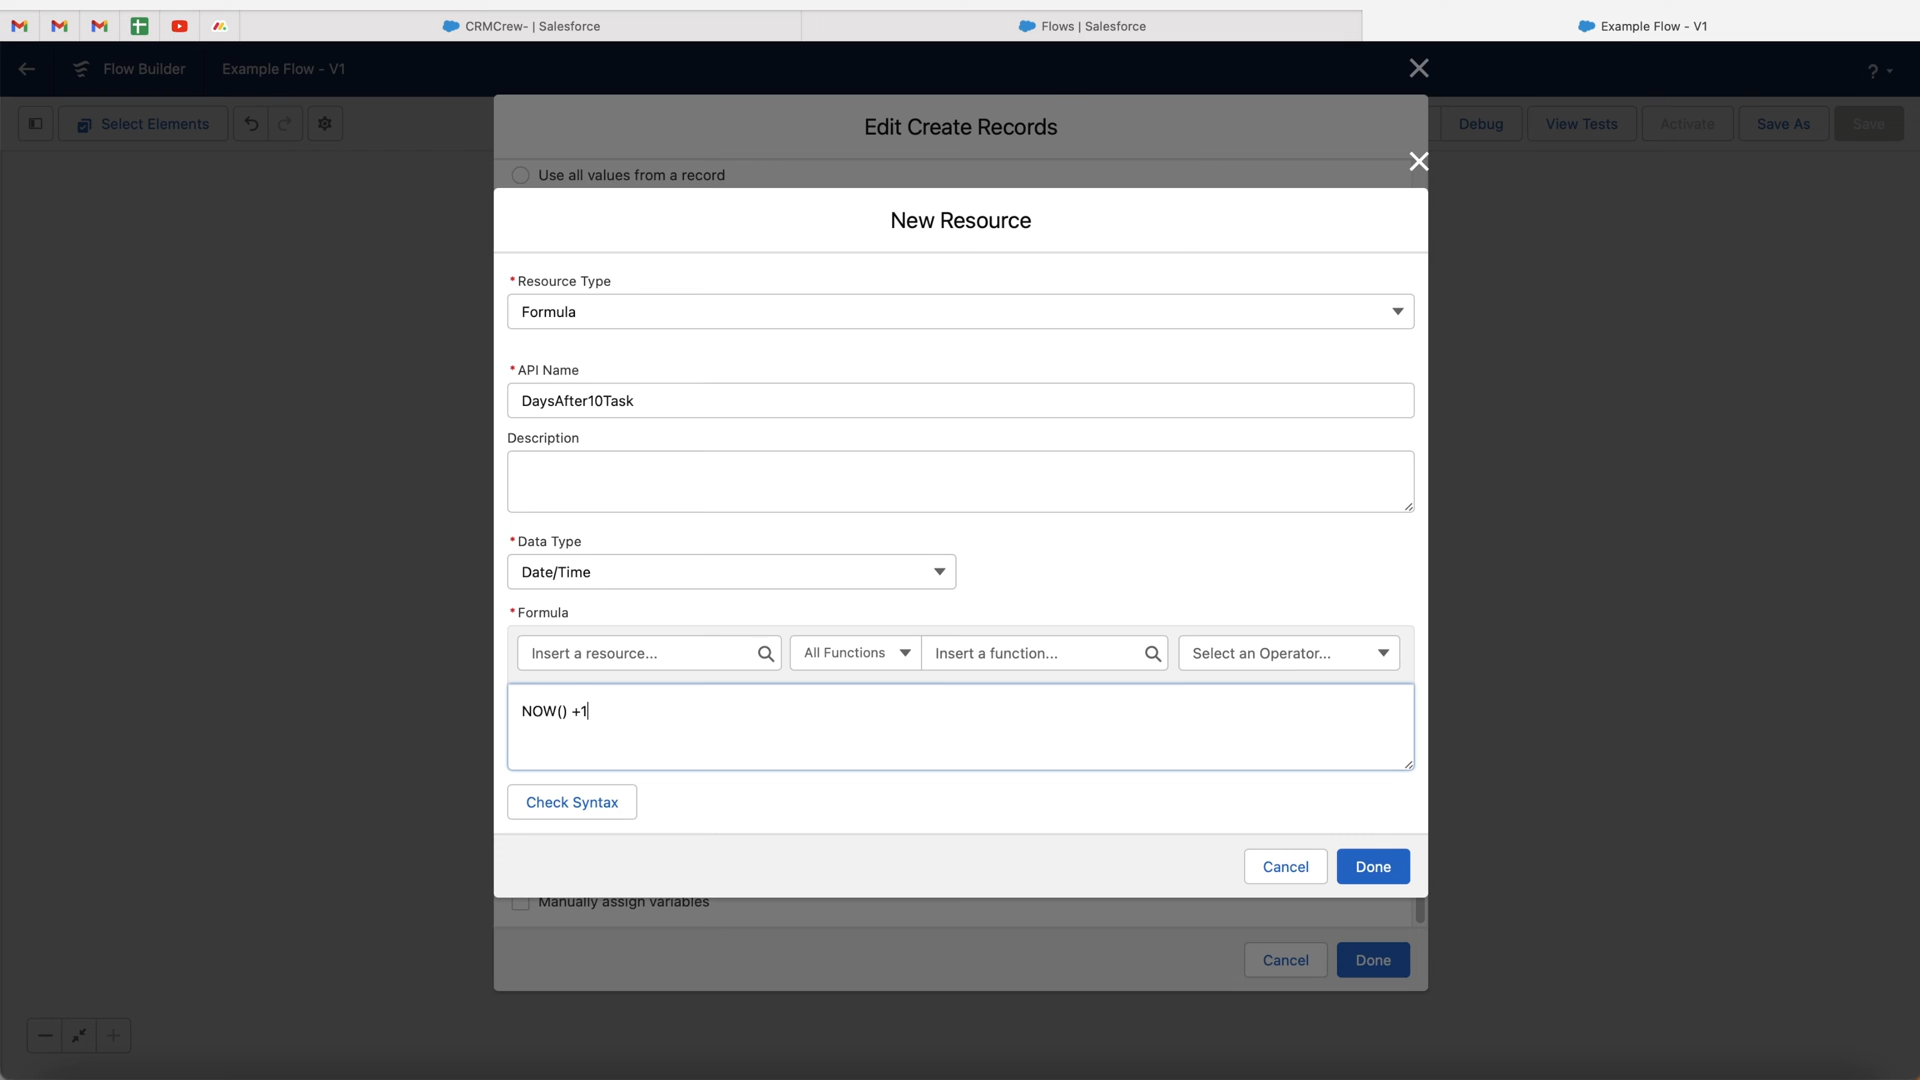 CRMCrew- | Salesforce
Flows | Salesforce
Example Flow - V1
Flow Builder
Example Flow - V1
?
Select Elements
Debug
View Tests
Activate
Save As
Save
Edit Create Records
Use all values from a record
New Resource
* Resource Type
Formula
* API Name
DaysAfter10Task
Description
* Data Type
Date/Time
* Formula
Insert a resource...
All Functions
Insert a function...
Select an Operator...
NOW() +1
Check Syntax
Cancel
Done
Manually assign variables
Cancel
Done